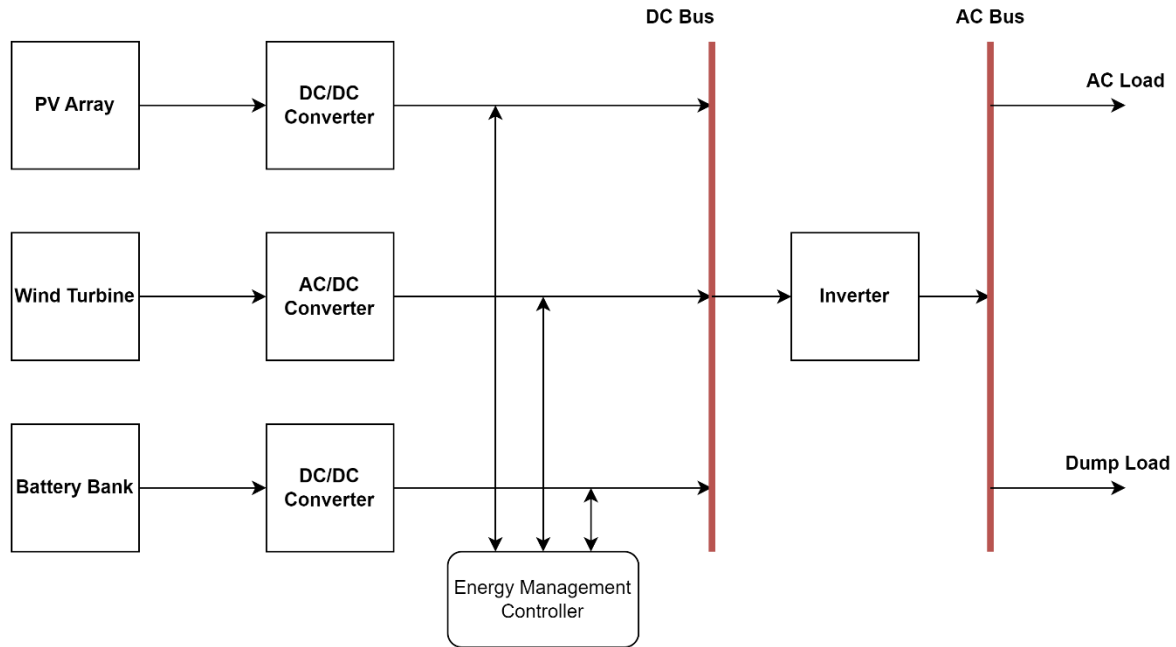 DC Bus
AC Bus
PV Array
DC/DC
Converter
AC Load
Wind Turbine
AC/DC
Converter
Inverter
Battery Bank
DC/DC
Converter
Dump Load
Energy Management
Controller